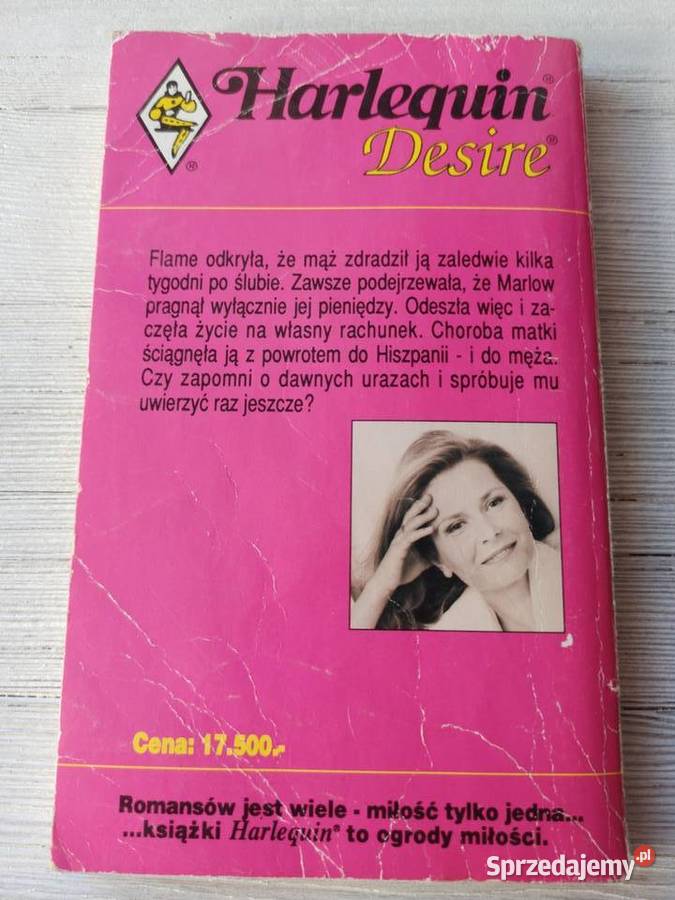 Harlequin®
Desire®
®
Flame odkryła, że mąż zdradził ją zaledwie kilka
tygodni po ślubie. Zawsze podejrzewała, że Marlow
pragnął wyłącznie jej pieniędzy. Odeszła więc i za-
częła życie na własny rachunek. Choroba matki
ściągnęła ją z powrotem do Hiszpanii - i do męża.
Czy zapomni o dawnych urazach i spróbuje mu
uwierzyć raz jeszcze?
Cena: 17.500.-
Romansów jest wiele - miłość tylko jedna...
...książki Harlequin® to ogrody miłości.
Sprzedajemy.pl